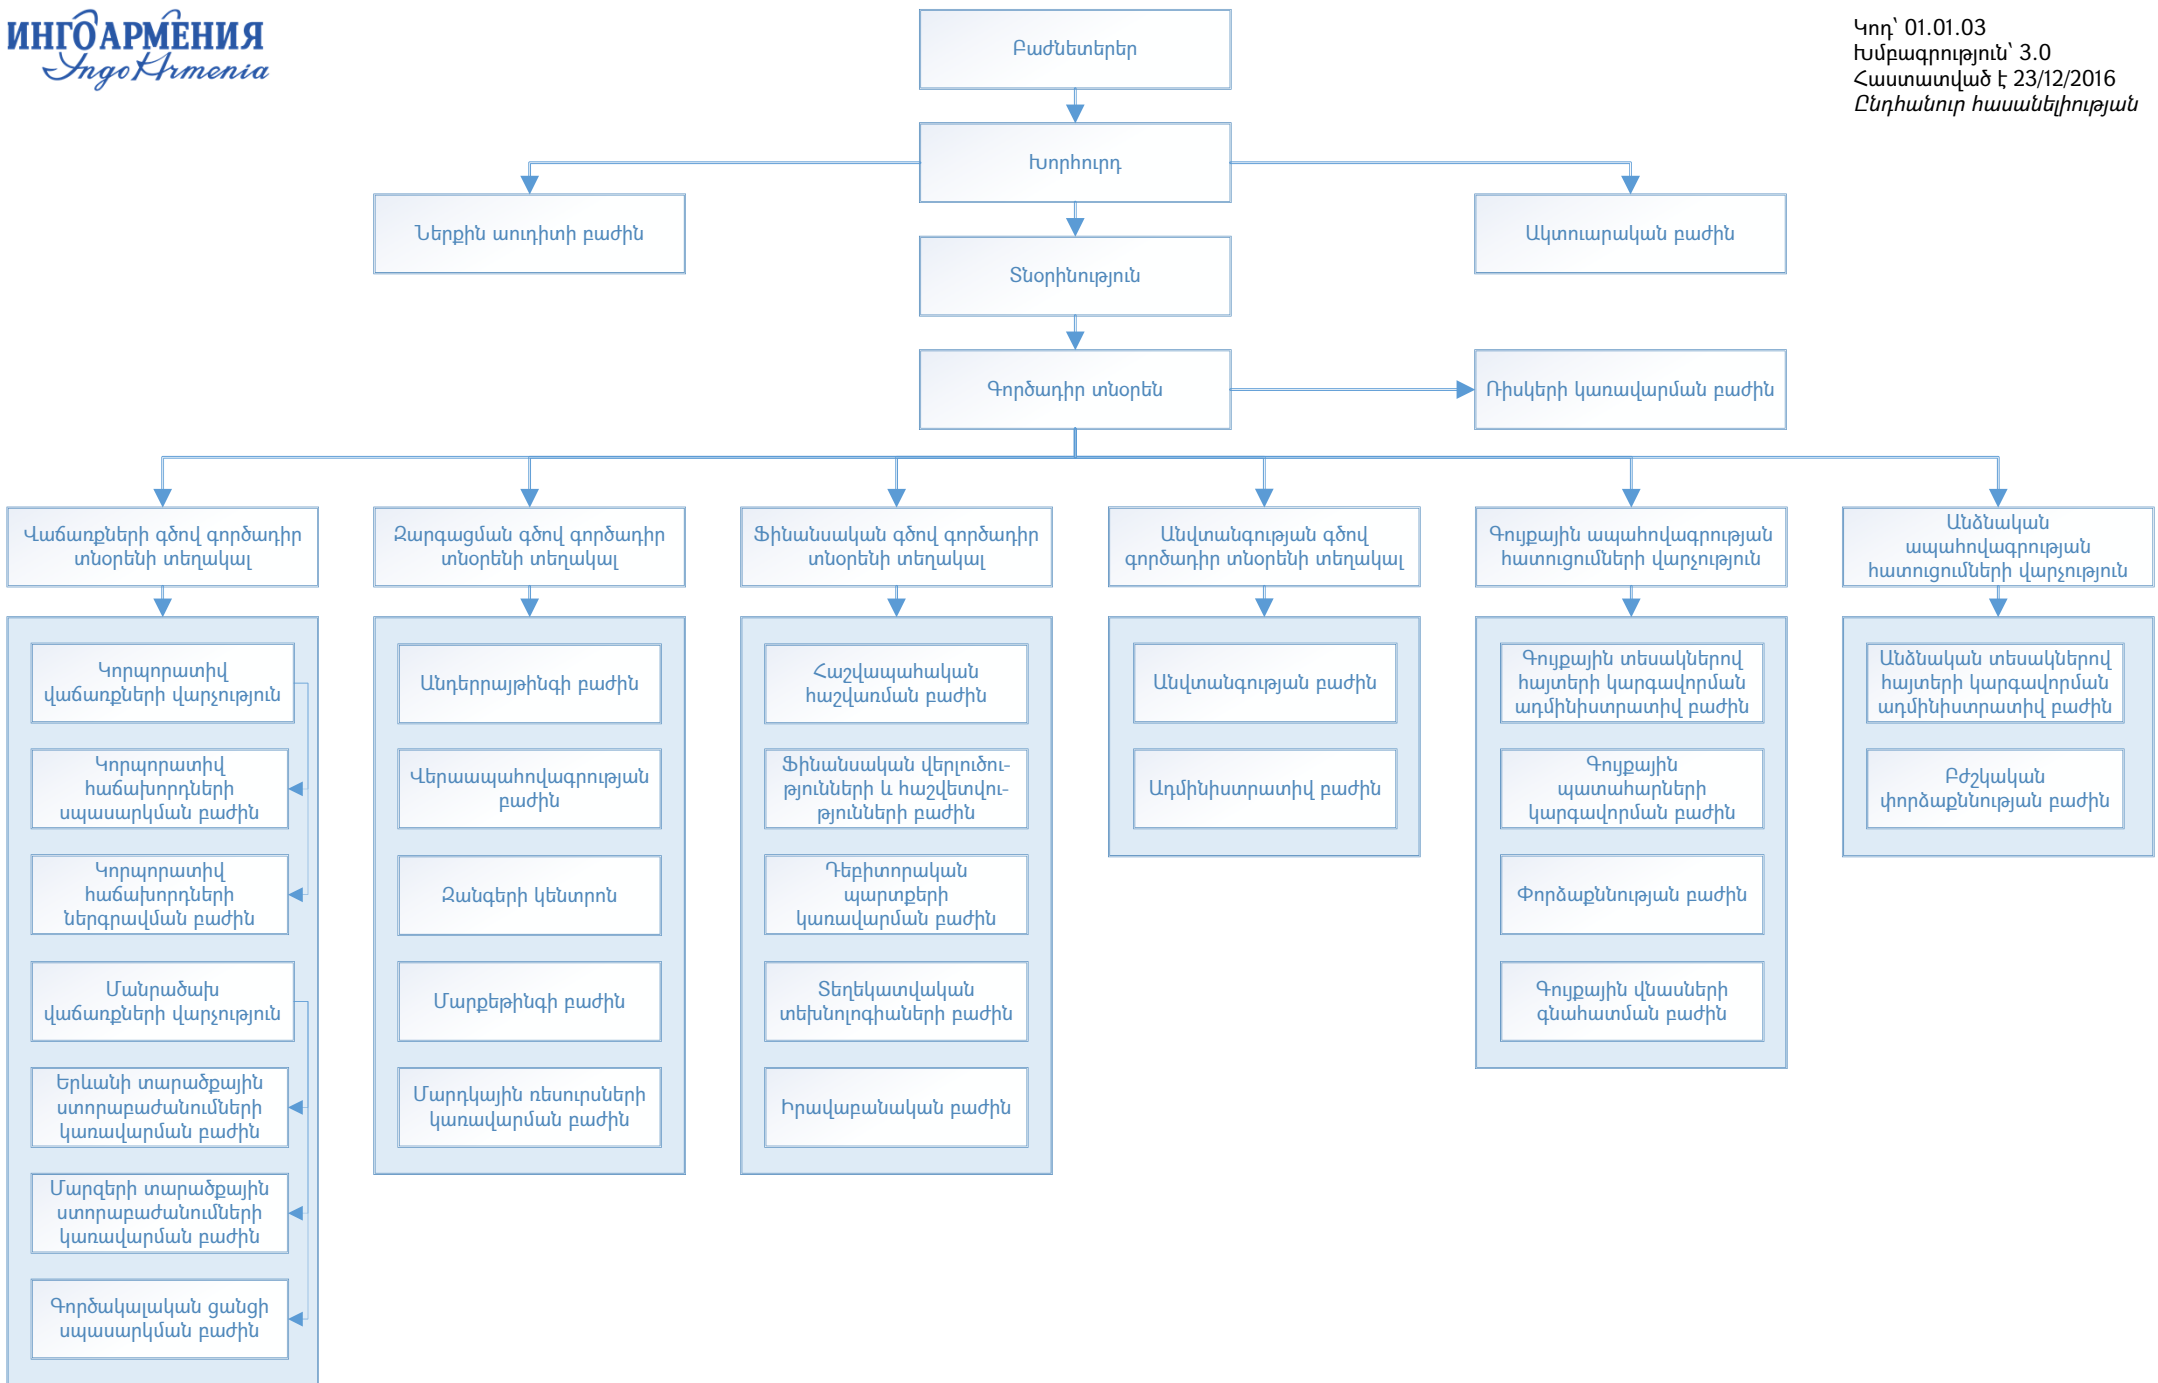 ИНГО АРМЕНИЯ
IngoArmenia
Կոդ՝ 01.01.03
Խմբագրություն՝ 3.0
Հաստատված է 23/12/2016
Ընդհանուր հասանելիության
Բաժնետերեր
Խորհուրդ
Ներքին աուդիտի բաժին
Ակտուարական բաժին
Տնօրինություն
Գործադիր տնօրեն
Ռիսկերի կառավարման բաժին
Վաճառքների գծով գործադիր
տնօրենի տեղակալ
Զարգացման գծով գործադիր
տնօրենի տեղակալ
Ֆինանսական գծով գործադիր
տնօրենի տեղակալ
Անվտանգության գծով
գործադիր տնօրենի տեղակալ
Գույքային ապահովագրության
հատուցումների վարչություն
Անձնական
ապահովագրության
հատուցումների վարչություն
Կորպորատիվ
վաճառքների վարչություն
Կորպորատիվ
հաճախորդների
սպասարկման բաժին
Կորպորատիվ
հաճախորդների
ներգրավման բաժին
Մանրածախ
վաճառքների վարչություն
Երևանի տարածքային
ստորաբաժանումների
կառավարման բաժին
Մարզերի տարածքային
ստորաբաժանումների
կառավարման բաժին
Գործակալական ցանցի
սպասարկման բաժին
Անդերրայթինգի բաժին
Վերաապահովագրության
բաժին
Զանգերի կենտրոն
Մարքեթինգի բաժին
Մարդկային ռեսուրսների
կառավարման բաժին
Հաշվապահական
հաշվառման բաժին
Ֆինանսական վերլուծու-
թյունների և հաշվետվու-
թյունների բաժին
Դեբիտորական
պարտքերի
կառավարման բաժին
Տեղեկատվական
տեխնոլոգիաների բաժին
Իրավաբանական բաժին
Անվտանգության բաժին
Ադմինիստրատիվ բաժին
Գույքային տեսակներով
հայտերի կարգավորման
ադմինիստրատիվ բաժին
Գույքային
պատահարների
կարգավորման բաժին
Փորձաքննության բաժին
Գույքային վնասների
գնահատման բաժին
Անձնական տեսակներով
հայտերի կարգավորման
ադմինիստրատիվ բաժին
Բժշկական
փորձաքննության բաժին